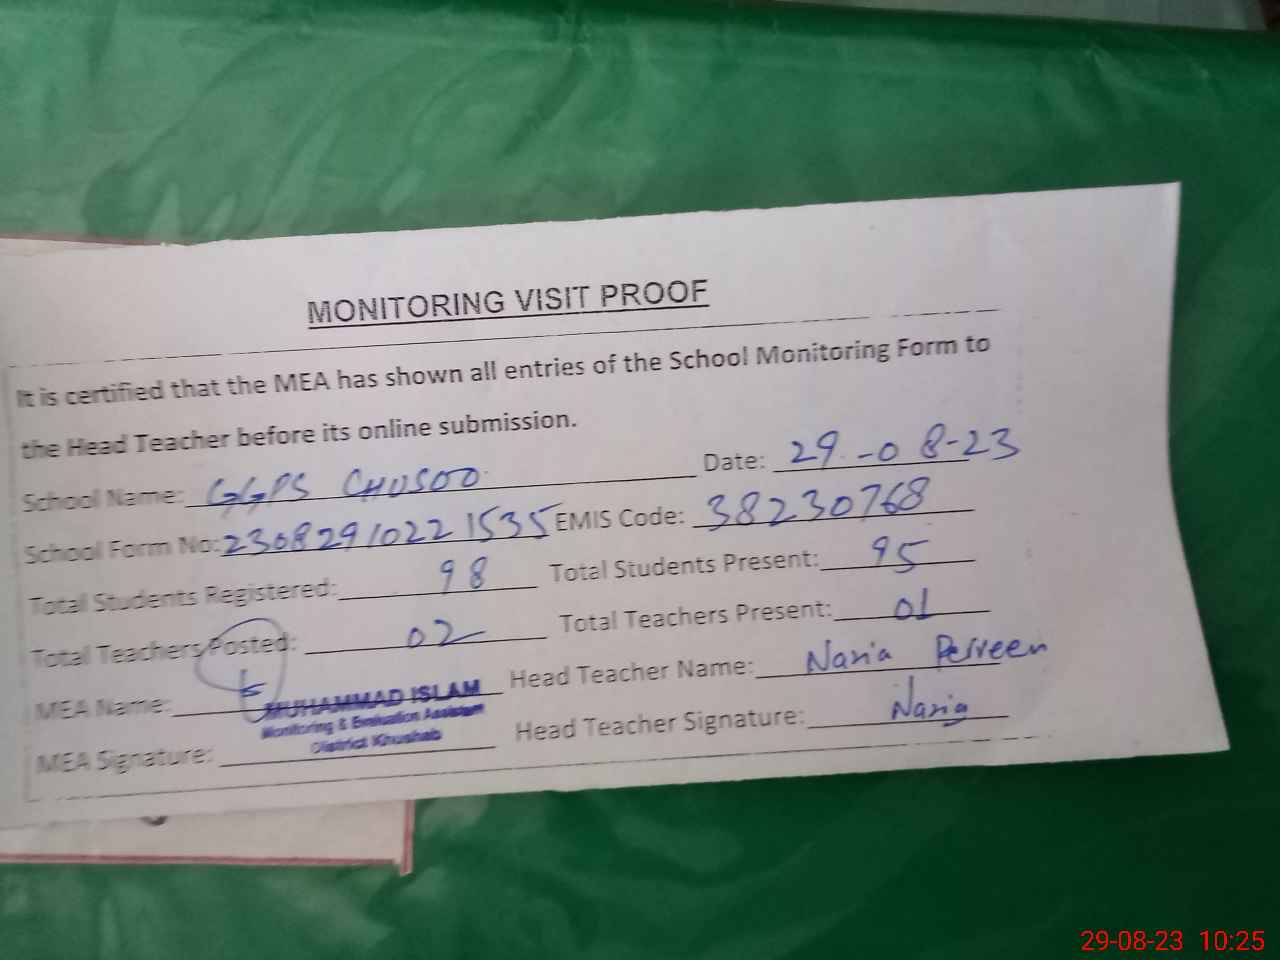 MONITORING VISIT PROOF
It is certified that the MEA has shown all entries of the School Monitoring Form to
the Head Teacher before its online submission.
School Name: GGPS CHUSOO Date: 29-08-23
School Form No: 23082910221535 EMIS Code: 38230768
Total Students Registered: 98 Total Students Present: 95
Total Teachers Posted: 02 Total Teachers Present: 01
MEA Name: MUHAMMAD ISLAM Head Teacher Name: Nazia Perveen
Monitoring & Evaluation Assistant
District Khushab
MEA Signature: Head Teacher Signature: Nazia
29-08-23 10:25